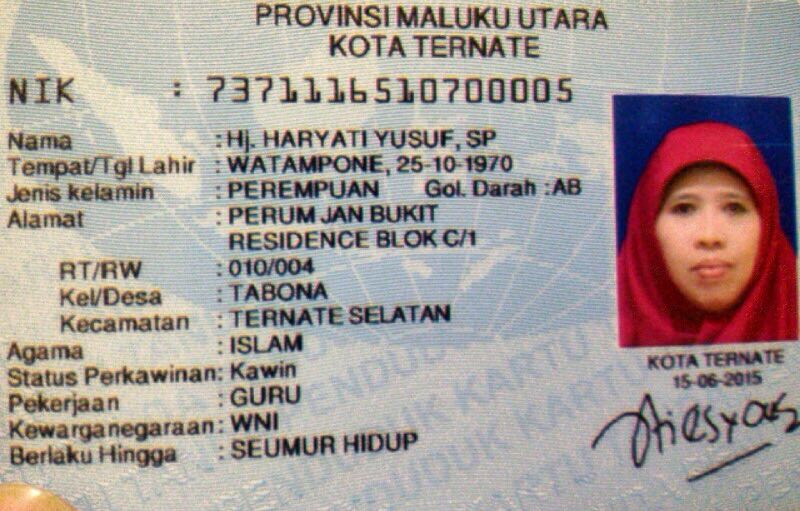 PROVINSI MALUKU UTARA
KOTA TERNATE
NIK : 7371116510700005
Nama : Hj. HARYATI YUSUF, SP
Tempat/Tgl Lahir : WATAMPONE, 25-10-1970
Jenis kelamin : PEREMPUAN Gol. Darah : AB
Alamat : PERUM JAN BUKIT
RESIDENCE BLOK C/1
RT/RW : 010/004
Kel/Desa : TABONA
Kecamatan : TERNATE SELATAN
Agama : ISLAM
Status Perkawinan: Kawin
Pekerjaan : GURU
Kewarganegaraan: WNI
Berlaku Hingga : SEUMUR HIDUP
KOTA TERNATE
15-06-2015